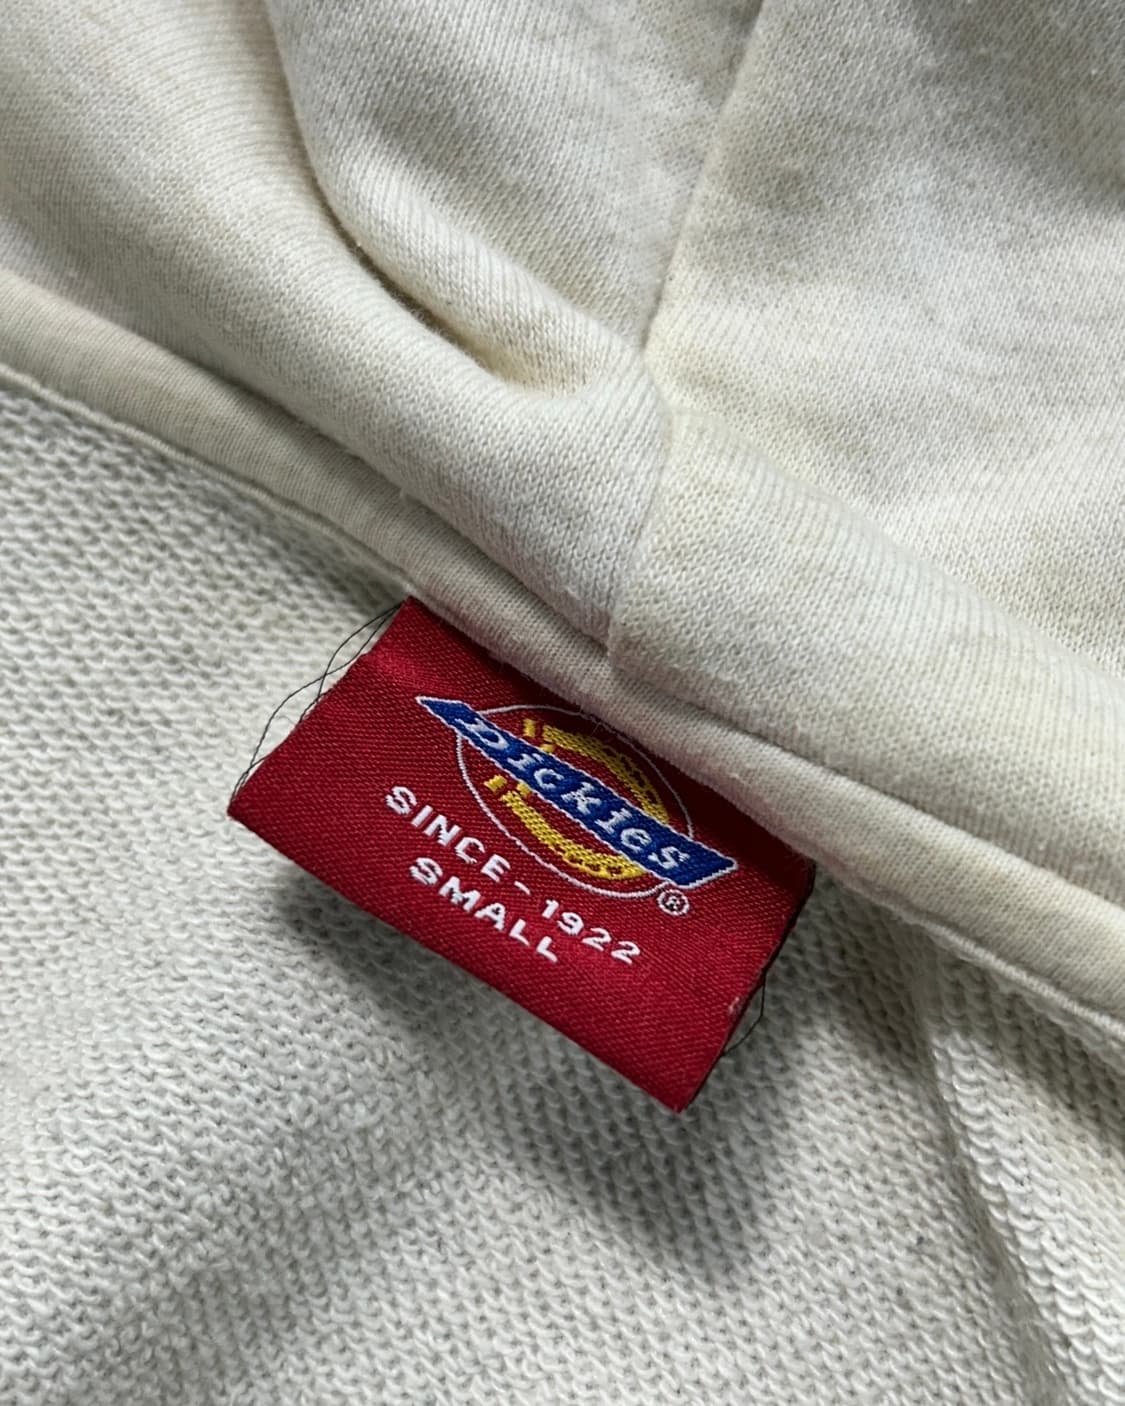 Dickies
®
SINCE-1922
SMALL